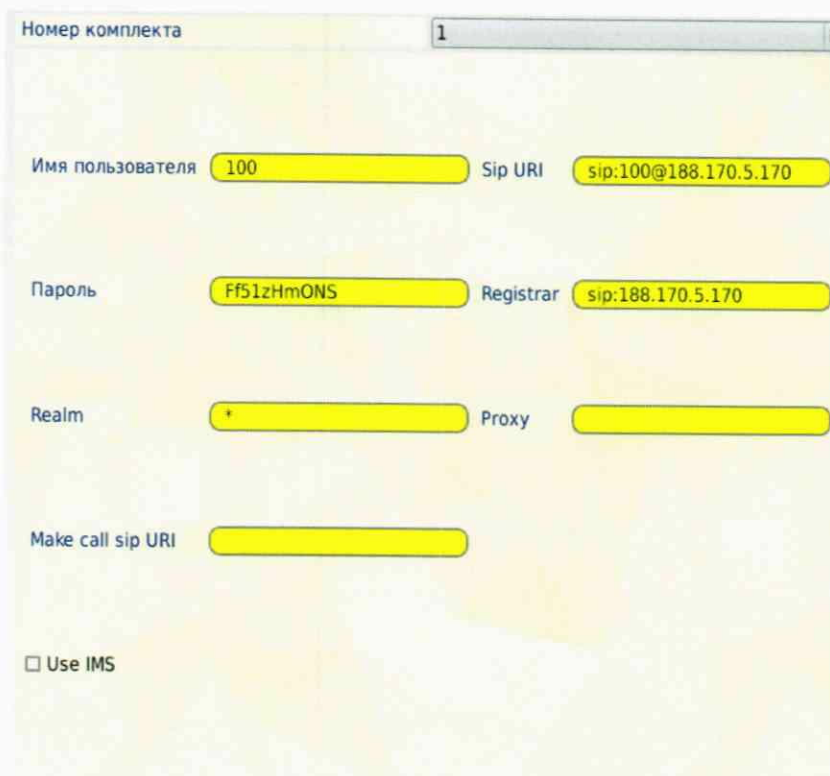 Номер комплекта 1
Имя пользователя 100 Sip URI sip:100@188.170.5.170
Пароль Ff51zHmONS Registrar sip:188.170.5.170
Realm * Proxy
Make call sip URI
Use IMS